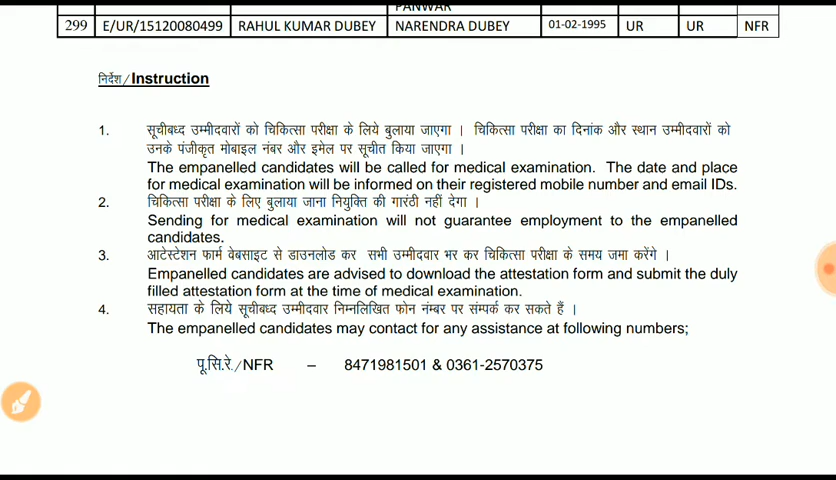 PANWAR
299 E/UR/15120080499 RAHUL KUMAR DUBEY NARENDRA DUBEY 01-02-1995 UR UR NFR
निर्देश/Instruction
1. सूचीबध्द उम्मीदवारों को चिकित्सा परीक्षा के लिये बुलाया जाएगा । चिकित्सा परीक्षा का दिनांक और स्थान उम्मीदवारों को
उनके पंजीकृत मोबाइल नंबर और इमेल पर सूचीत किया जाएगा ।
The empanelled candidates will be called for medical examination. The date and place
for medical examination will be informed on their registered mobile number and email IDs.
2. चिकित्सा परीक्षा के लिए बुलाया जाना नियुक्ति की गारंठी नहीं देगा ।
Sending for medical examination will not guarantee employment to the empanelled
candidates.
3. आटेस्टेशन फार्म वेबसाइट से डाउनलोड कर सभी उम्मीदवार भर कर चिकित्सा परीक्षा के समय जमा करेंगे ।
Empanelled candidates are advised to download the attestation form and submit the duly
filled attestation form at the time of medical examination.
4. सहायता के लिये सूचीबध्द उम्मीदवार निम्नलिखित फोन नंम्बर पर संम्पर्क कर सकते हैं ।
The empanelled candidates may contact for any assistance at following numbers;
पू.सि.रे./NFR – 8471981501 & 0361-2570375